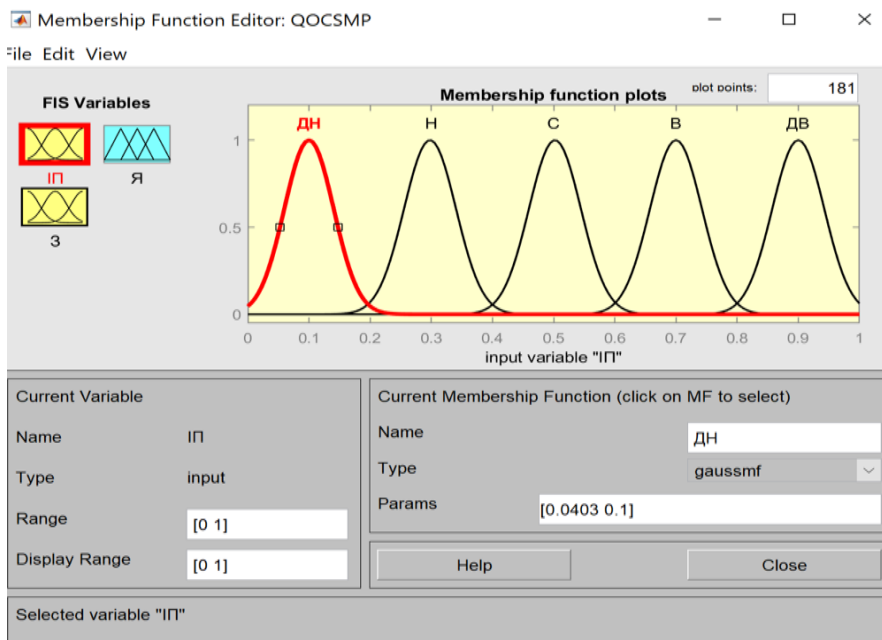 Membership Function Editor: QOCSMP
File Edit View
FIS Variables
ІП
Я
З
Membership function plots
plot points:
181
ДН
Н
С
В
ДВ
1
0.5
0
0
0.1
0.2
0.3
0.4
0.5
0.6
0.7
0.8
0.9
1
input variable "ІП"
Current Variable
Name
ІП
Type
input
Range
[0 1]
Display Range
[0 1]
Current Membership Function (click on MF to select)
Name
ДН
Type
gaussmf
Params
[0.0403 0.1]
Help
Close
Selected variable "ІП"